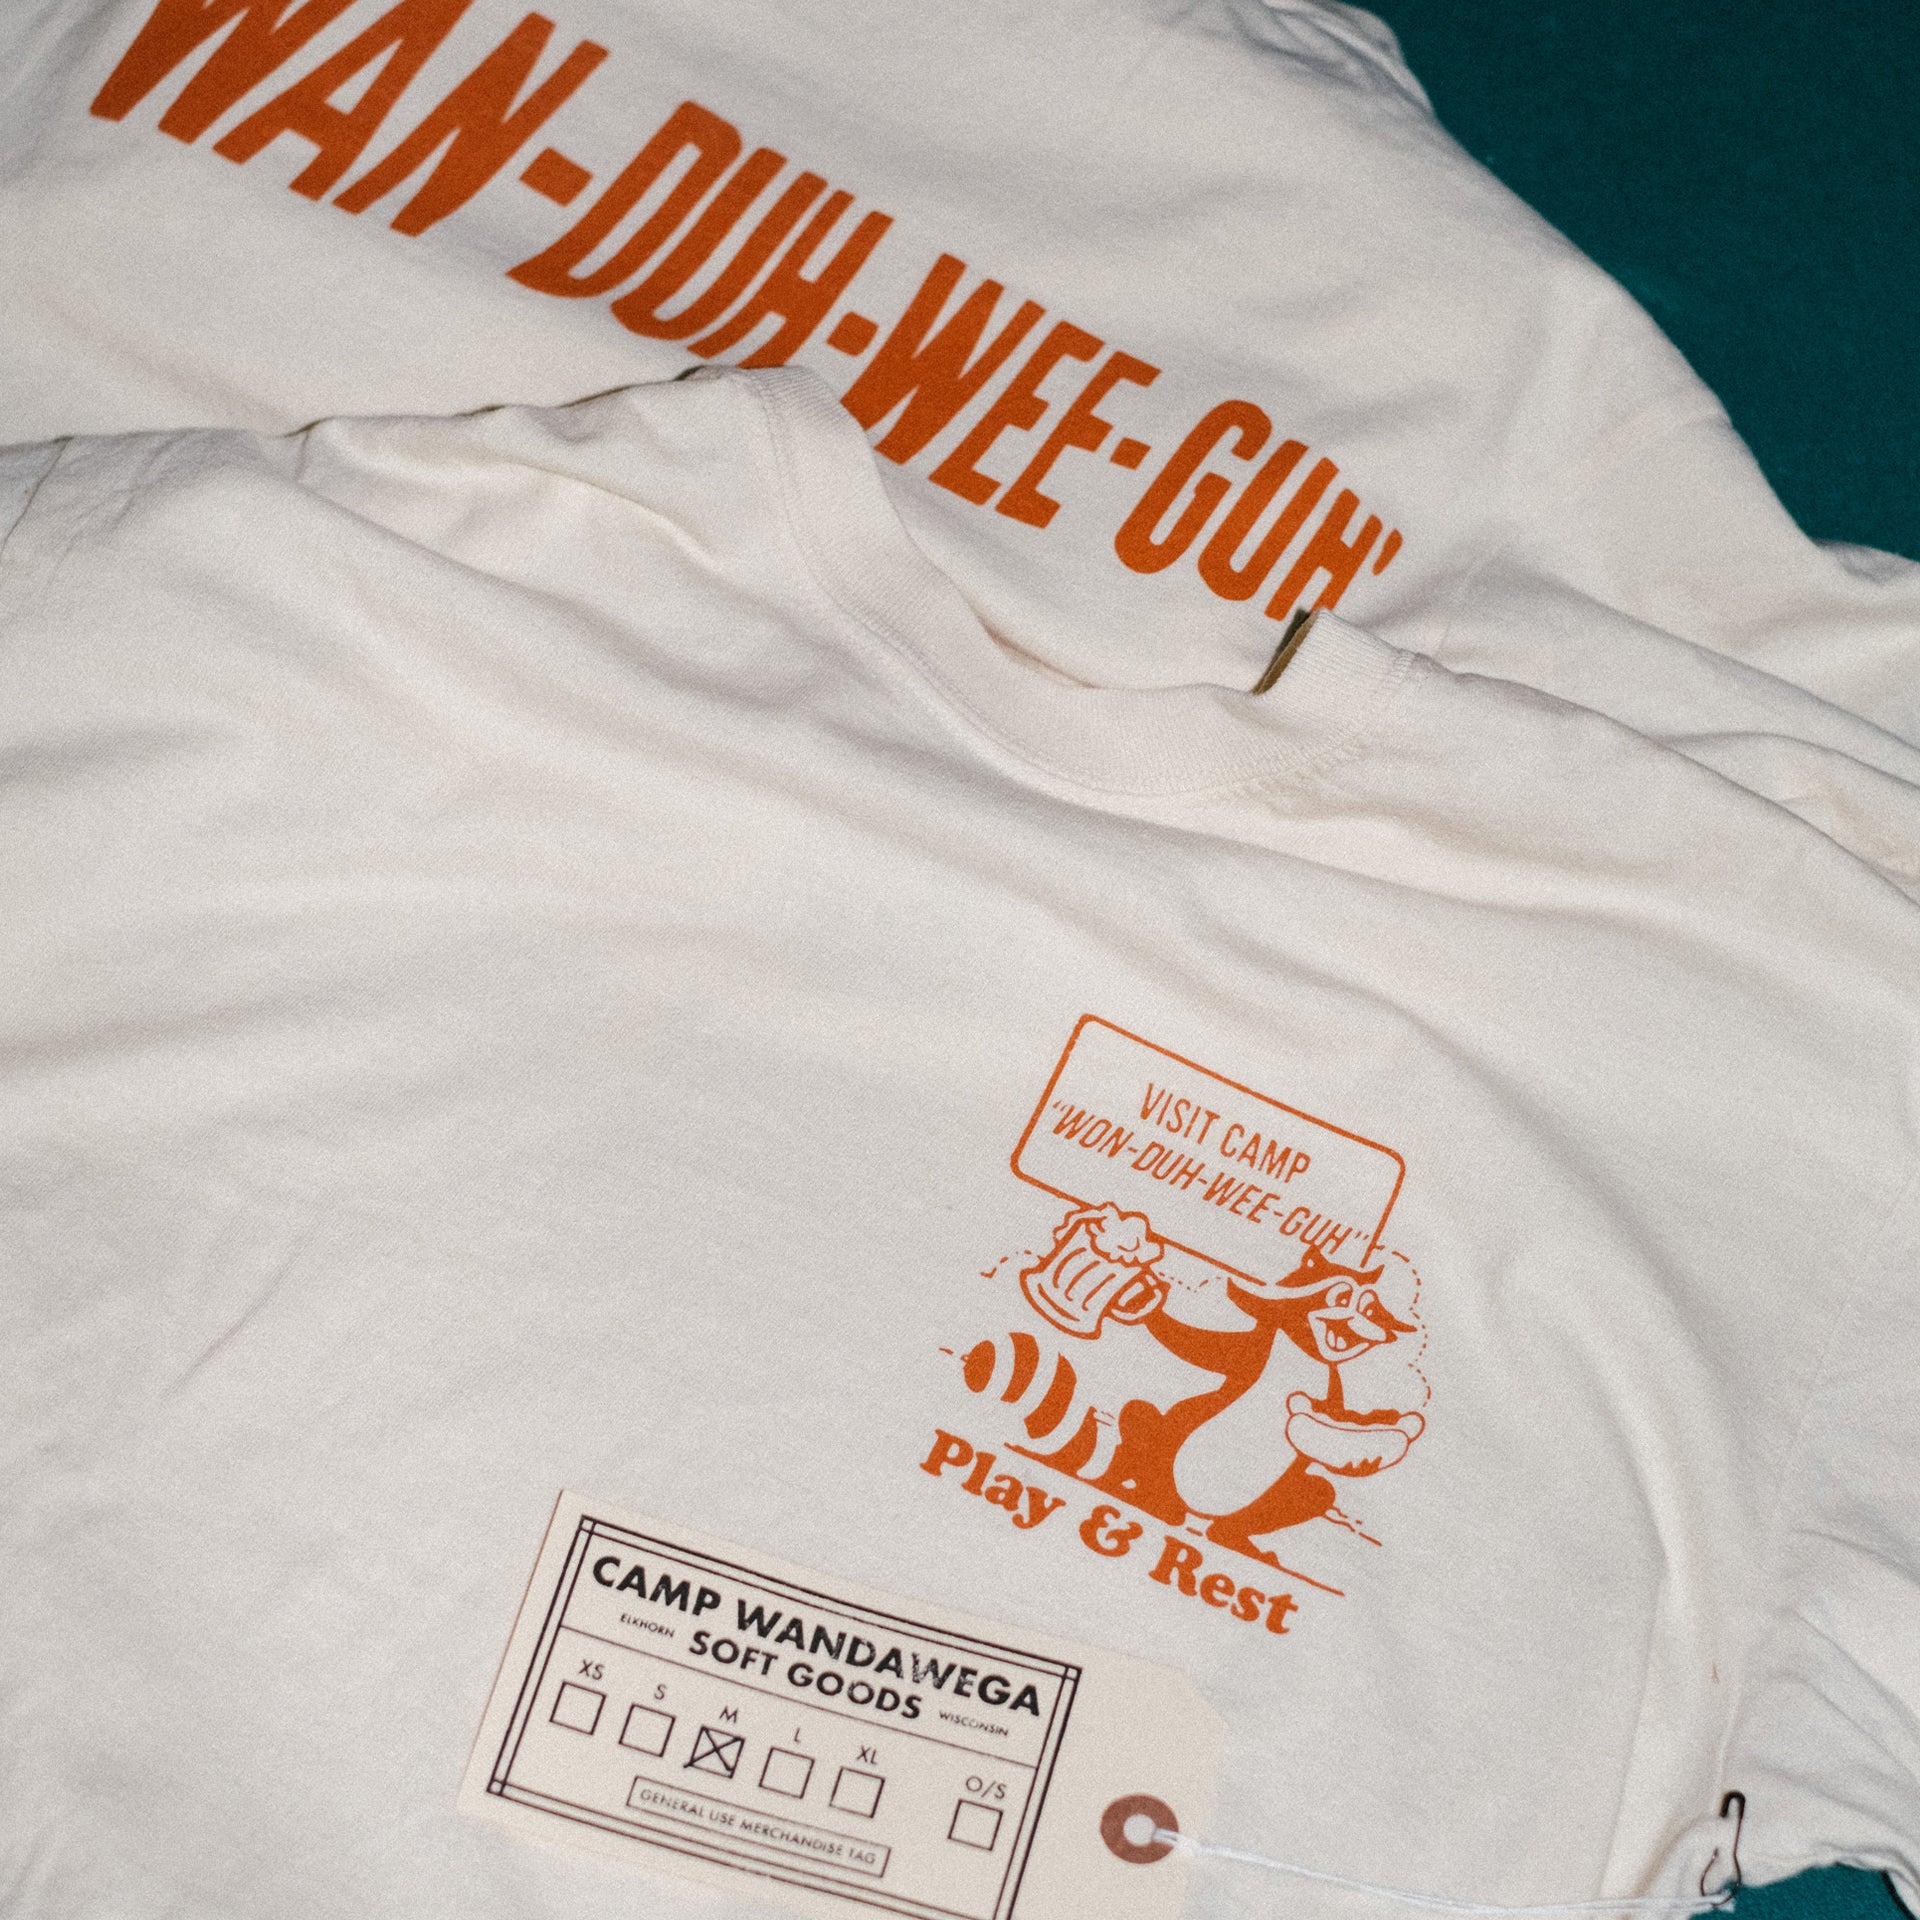 WAN-DUH-WEE-GUH'
VISIT CAMP
"WON-DUH-WEE-GUH"
Play & Rest
CAMP WANDAWEGA
ELKHORN SOFT GOODS WISCONSIN
XS S M L XL O/S
GENERAL USE MERCHANDISE TAG